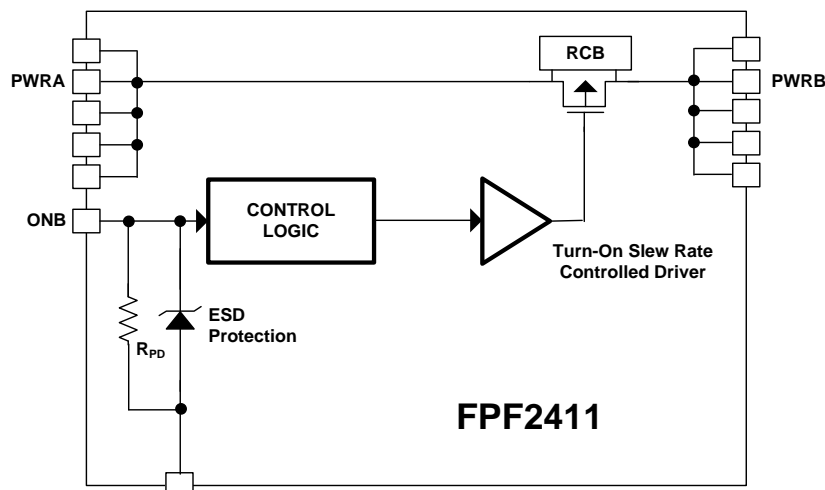 RCB
PWRA
PWRB
ONB
CONTROL
LOGIC
Turn-On Slew Rate
Controlled Driver
ESD
Protection
RPD
FPF2411